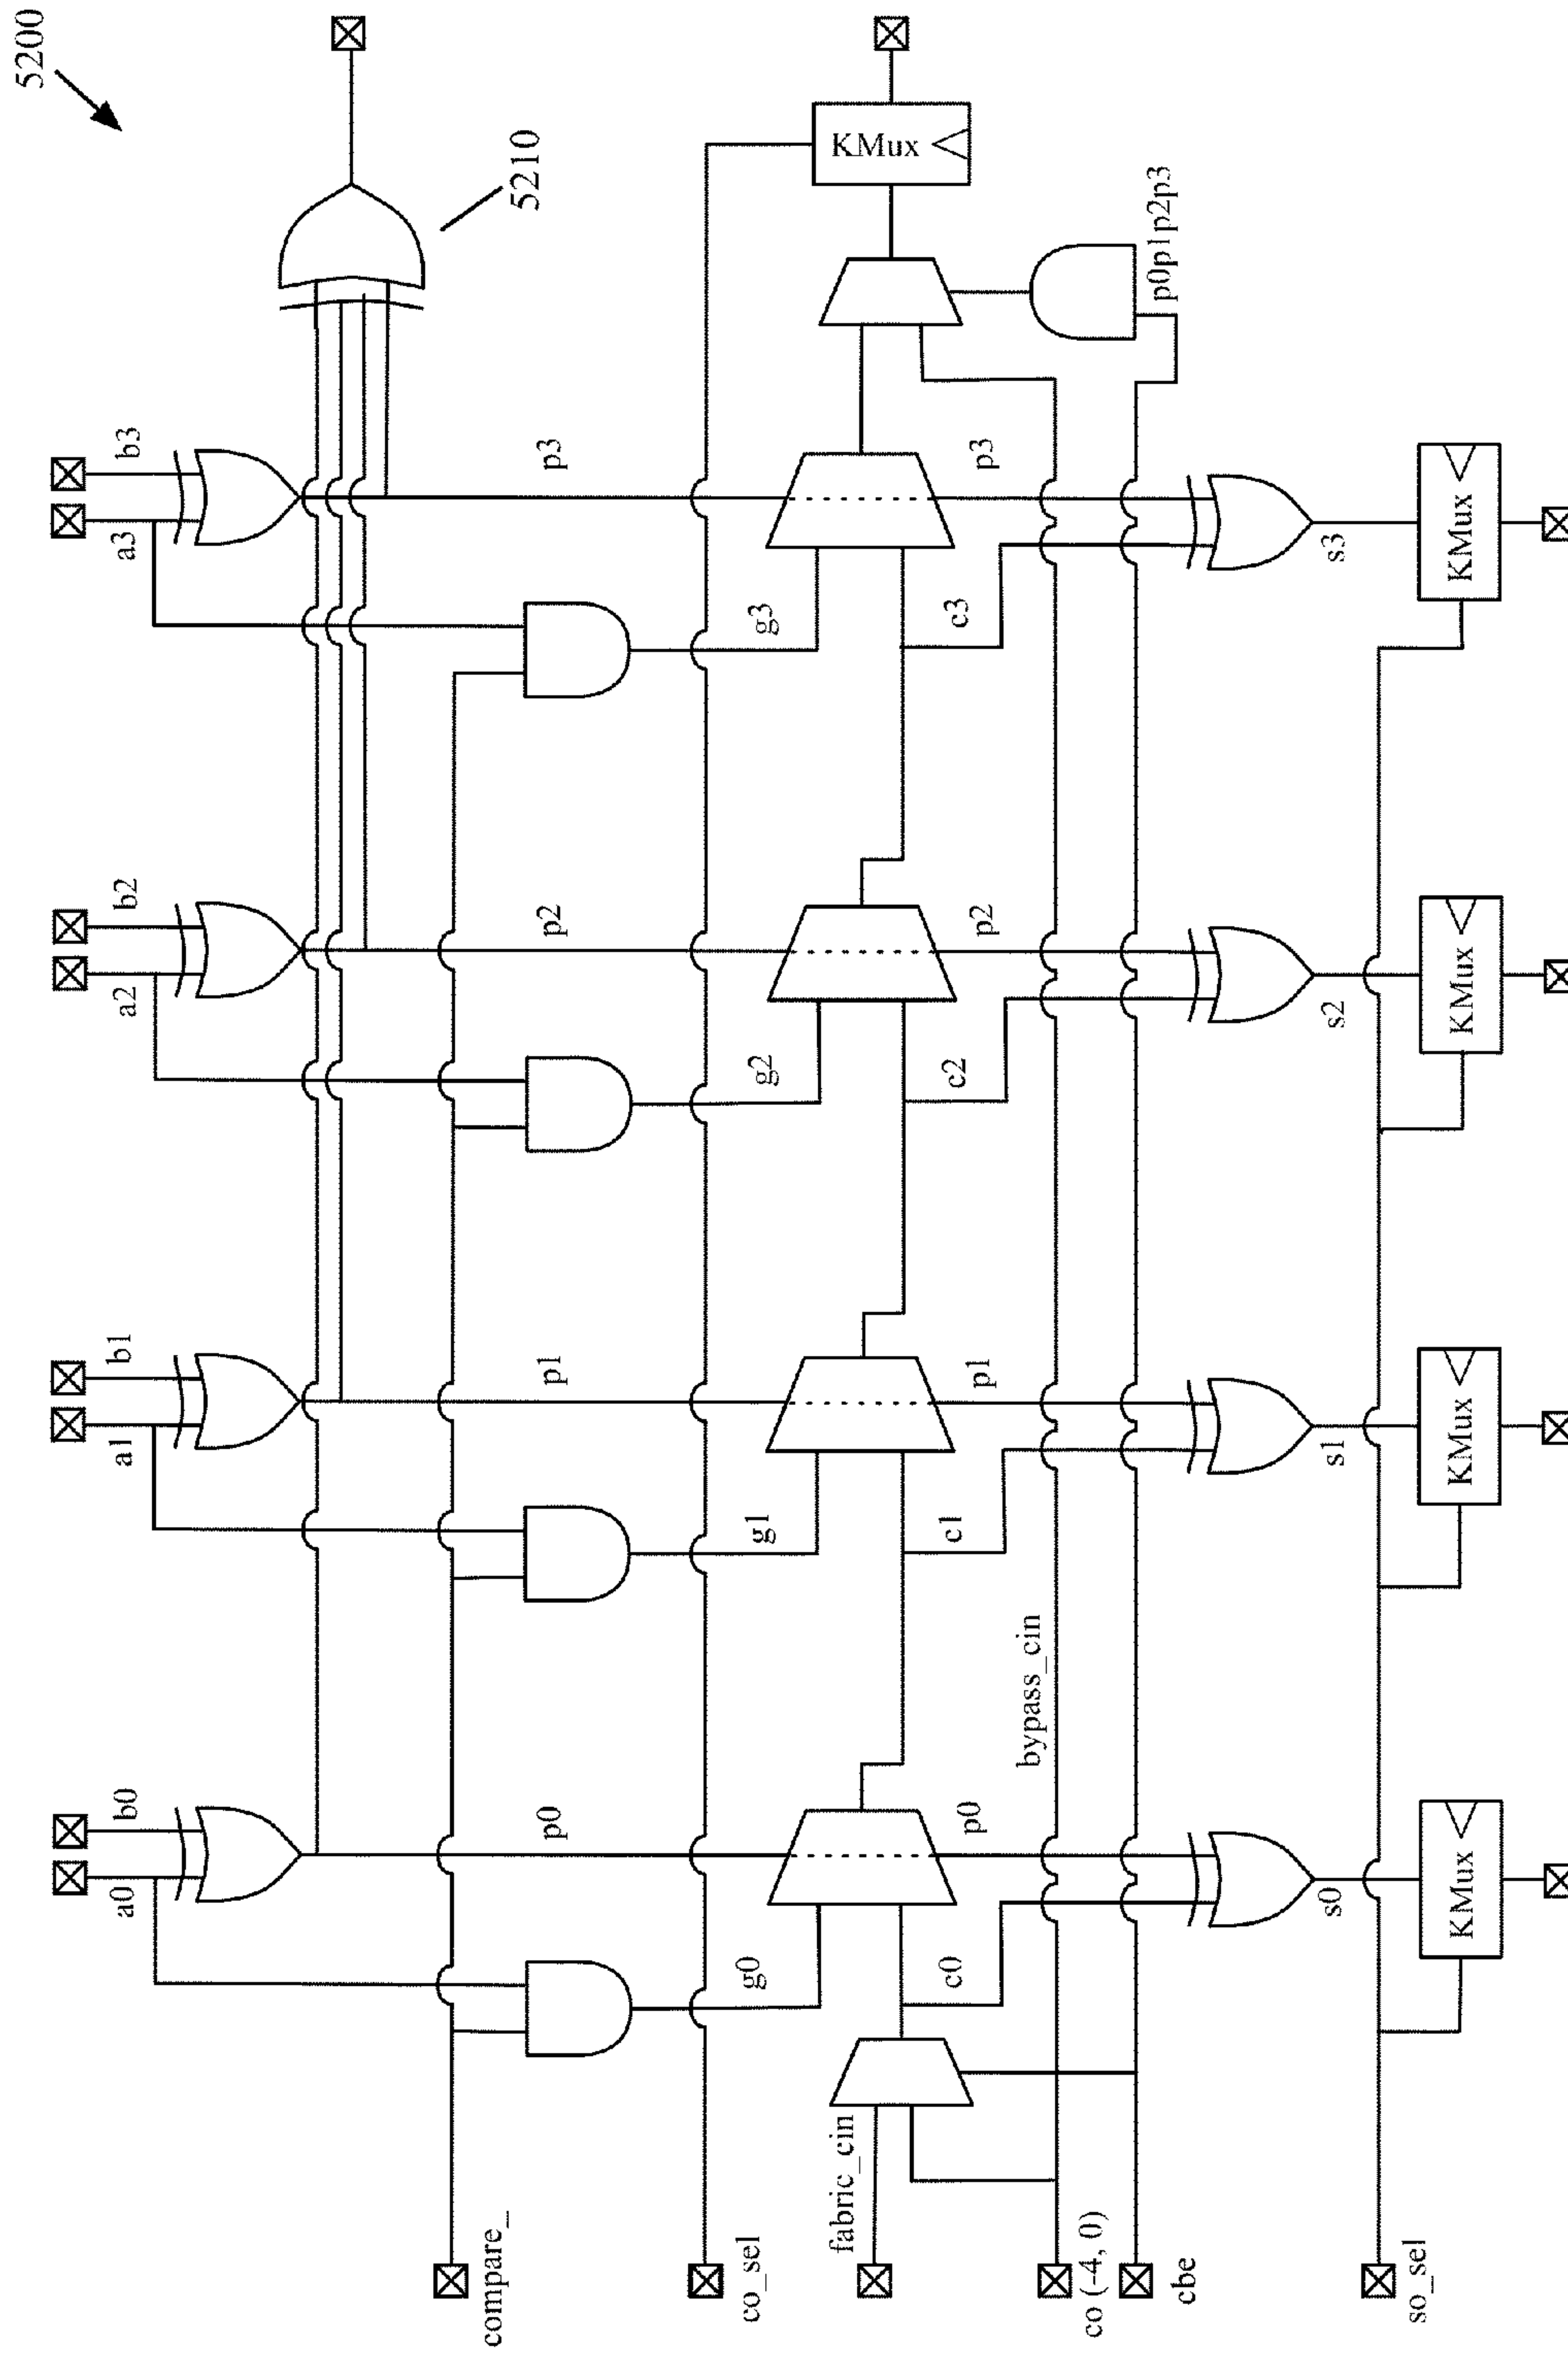 5200
5210
a3
b3
a2
b2
a1
b1
a0
b0
p3
p2
p1
p0
compare_
co_sel
KMux
g3
g2
g1
g0
fabric_cin
p3
p2
p1
p0
c3
c2
c1
c0
p0p1p2p3
bypass_cin
co (-4, 0)
cbe
s3
s2
s1
s0
so_sel
KMux
KMux
KMux
KMux